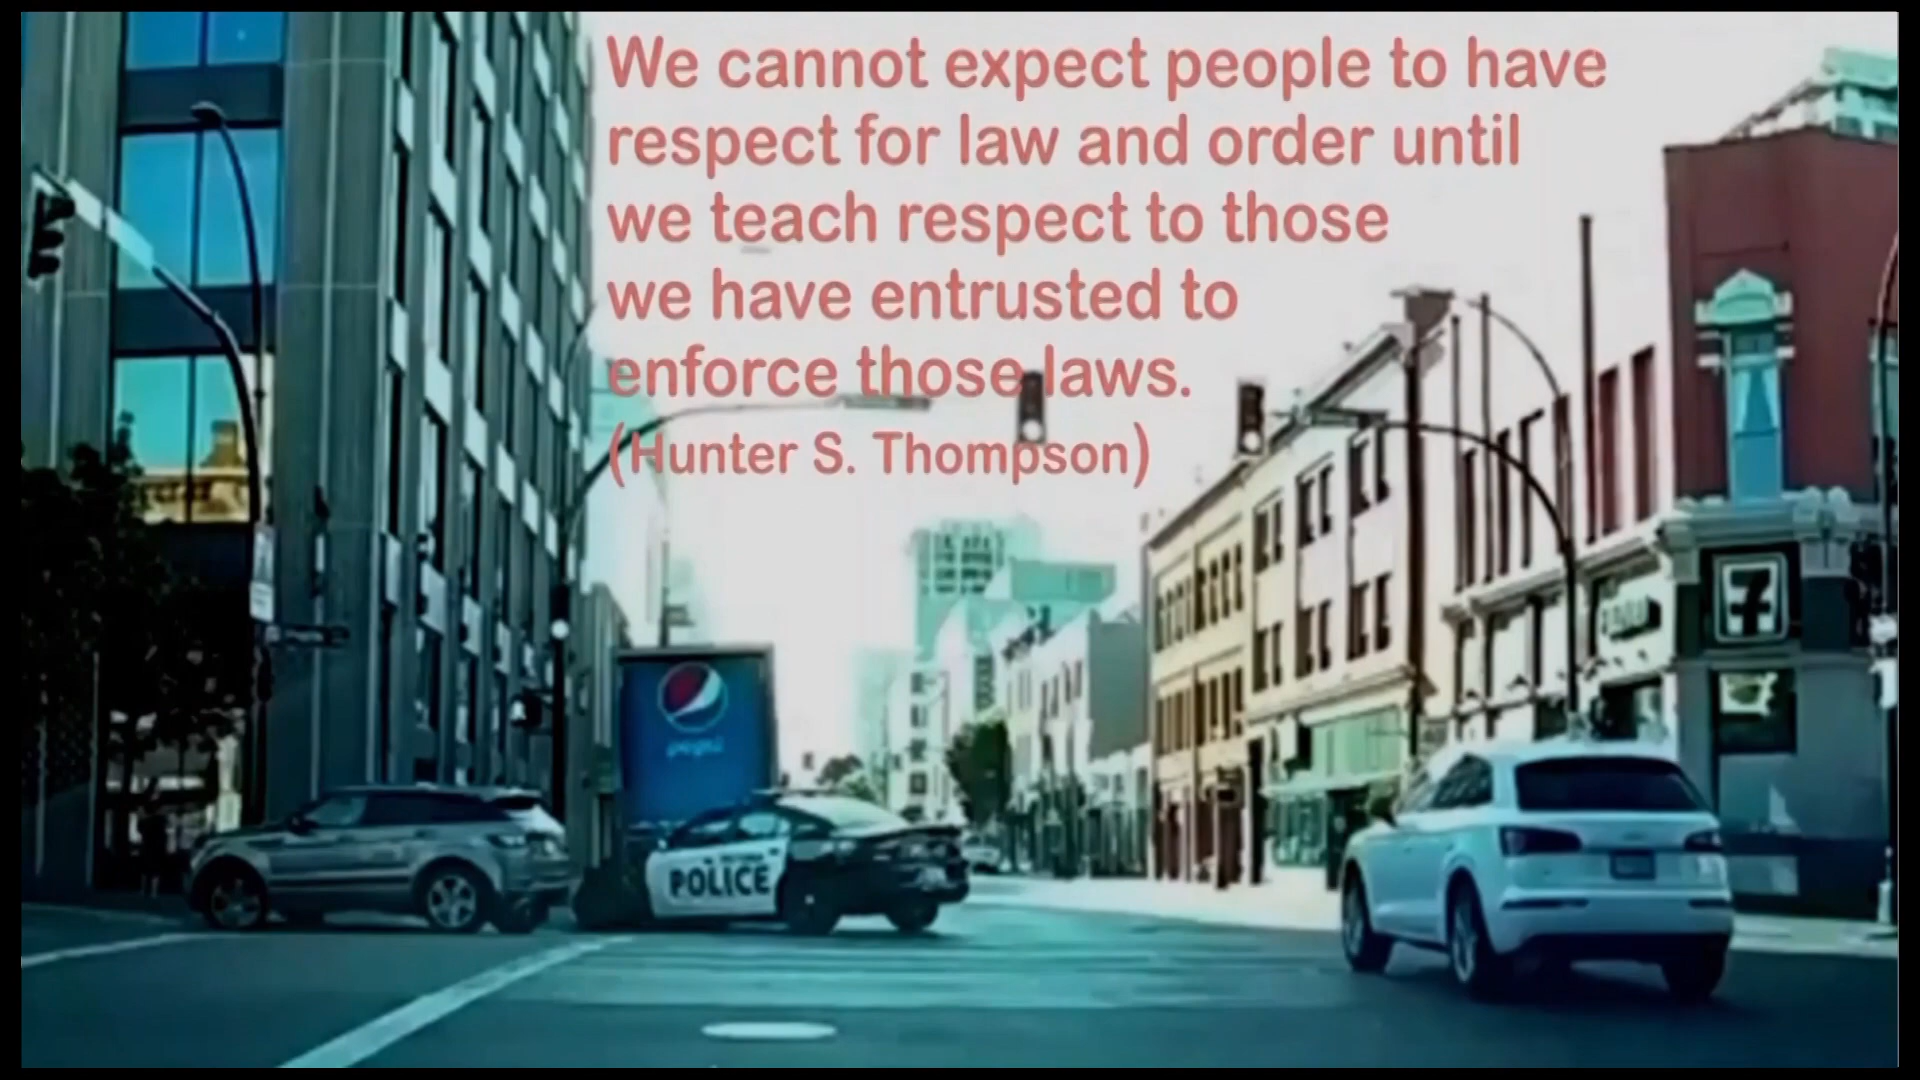 We cannot expect people to have
respect for law and order until
we teach respect to those
we have entrusted to
enforce those laws.
(Hunter S. Thompson)
pepsi
POLICE
7